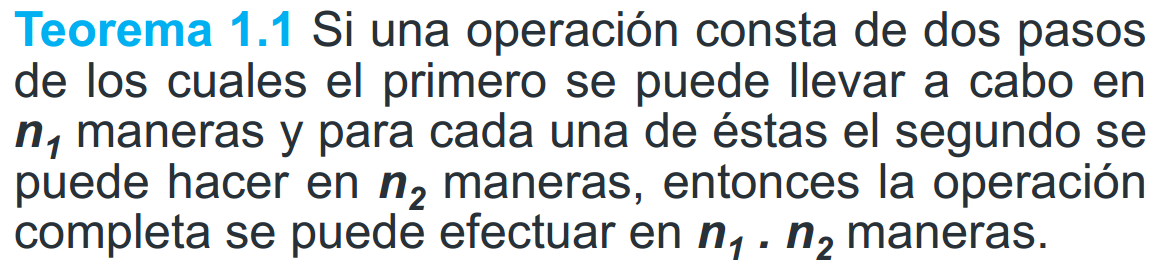 Teorema 1.1 Si una operación consta de dos pasos
de los cuales el primero se puede llevar a cabo en
n₁ maneras y para cada una de éstas el segundo se
puede hacer en n₂ maneras, entonces la operación
completa se puede efectuar en n₁ . n₂ maneras.